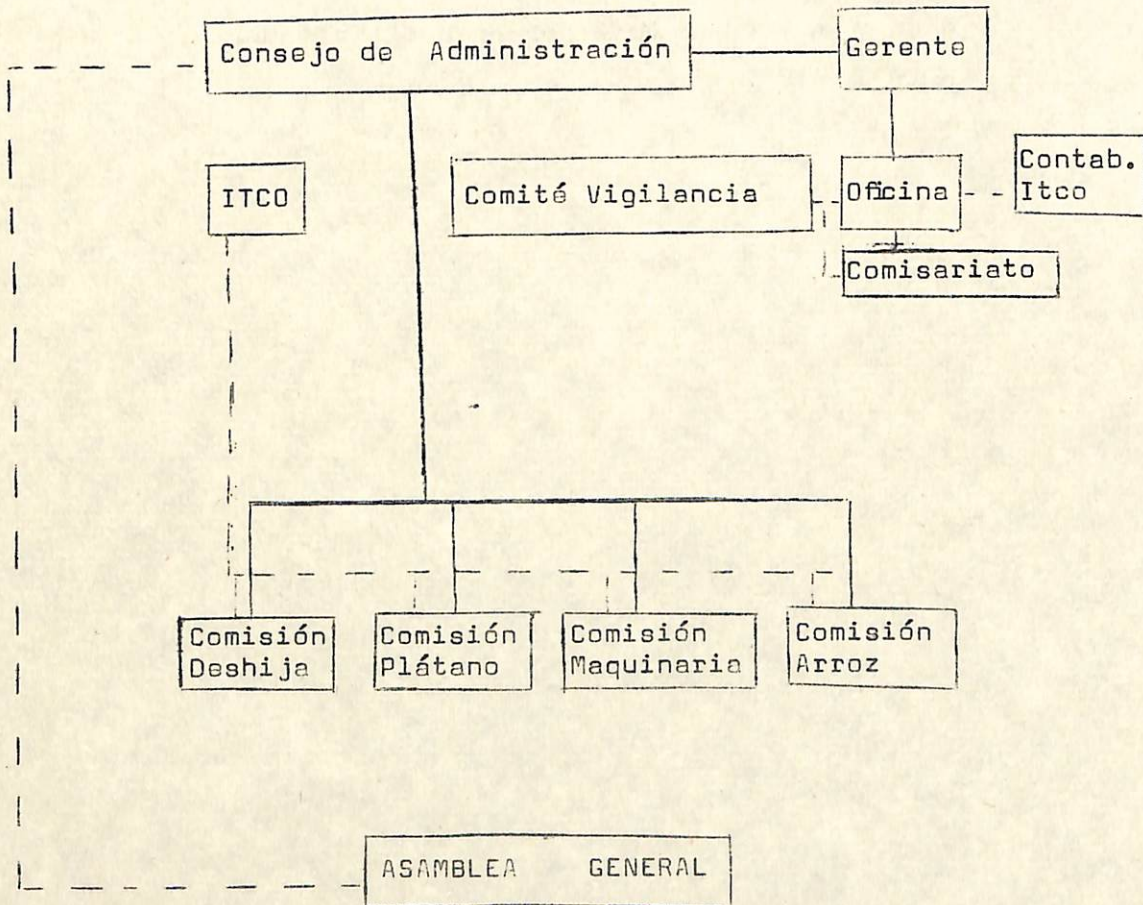 Consejo de Administración
Gerente
ITCO
Comité Vigilancia
Oficina
Contab.
Itco
Comisariato
Comisión
Deshija
Comisión
Plátano
Comisión
Maquinaria
Comisión
Arroz
ASAMBLEA GENERAL